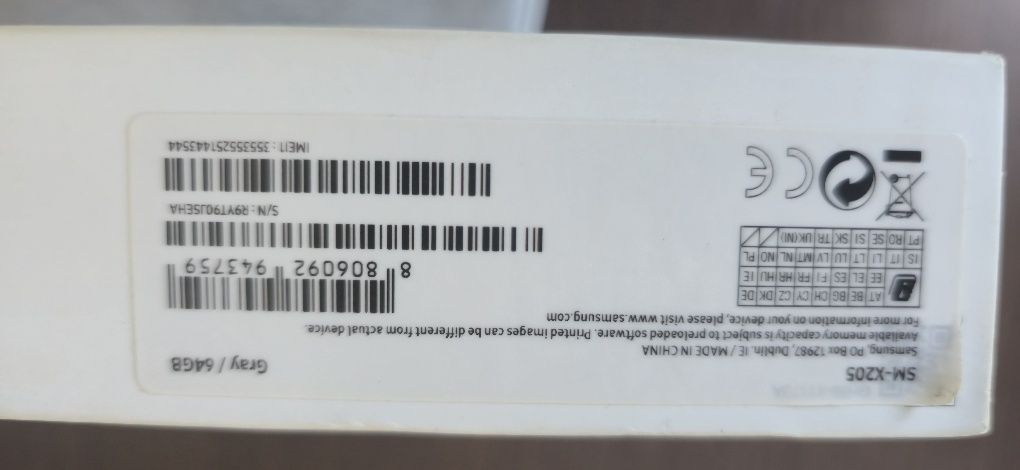 SM-X205
Gray / 64GB
Samsung, PO Box 12987, Dublin. IE / MADE IN CHINA
Available memory capacity is subject to preloaded software. Printed images can be different from actual device.
For more information on your device, please visit www.samsung.com
AT BE BG CH CY CZ DK DE
EE EL ES FI FR HR HU IE
IS IT LI LT LU LV MT NL NO PL
PT RO SE SI SK TR UK(NI)
8 806092 943759
S/N : R9YT90JSEHA
IMEI1 : 355355251443544
CE